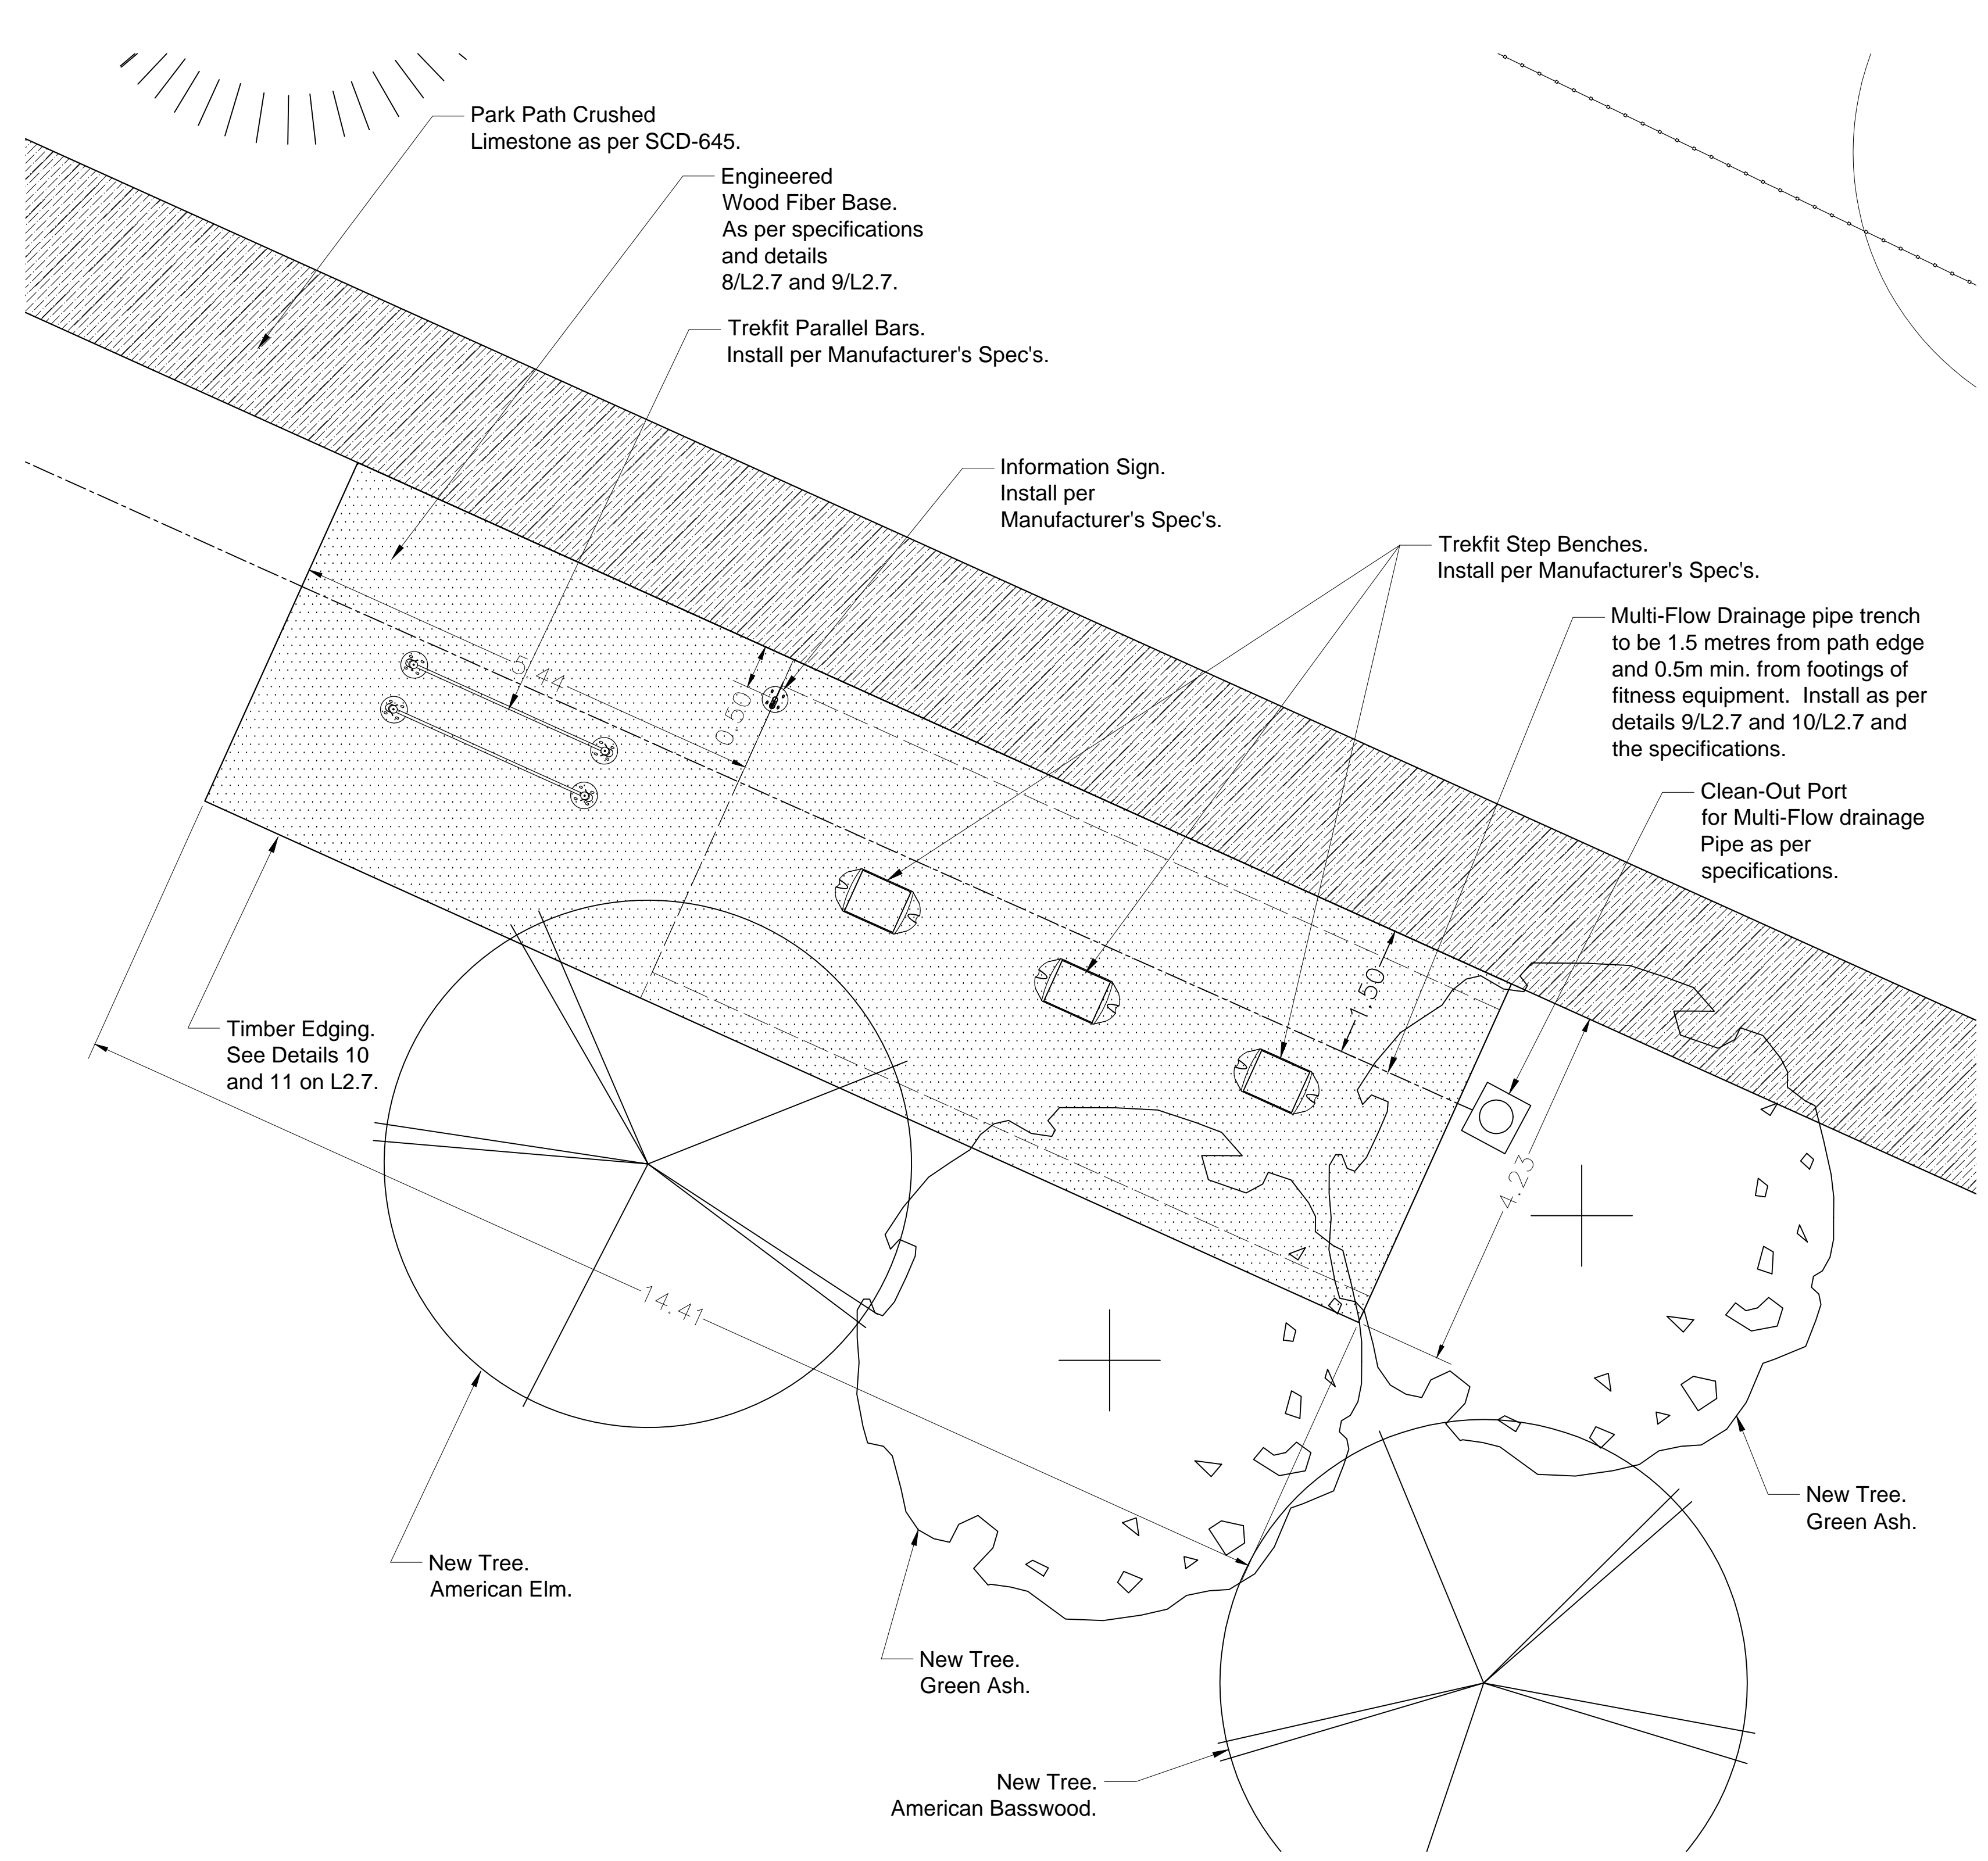 Park Path Crushed
Limestone as per SCD-645.
Engineered
Wood Fiber Base.
As per specifications
and details
8/L2.7 and 9/L2.7.
Trekfit Parallel Bars.
Install per Manufacturer's Spec's.
Information Sign.
Install per
Manufacturer's Spec's.
Trekfit Step Benches.
Install per Manufacturer's Spec's.
Multi-Flow Drainage pipe trench
to be 1.5 metres from path edge
and 0.5m min. from footings of
fitness equipment. Install as per
details 9/L2.7 and 10/L2.7 and
the specifications.
Clean-Out Port
for Multi-Flow drainage
Pipe as per
specifications.
5.44
0.50
1.50
4.23
14.41
Timber Edging.
See Details 10
and 11 on L2.7.
New Tree.
American Elm.
New Tree.
Green Ash.
New Tree.
Green Ash.
New Tree.
American Basswood.